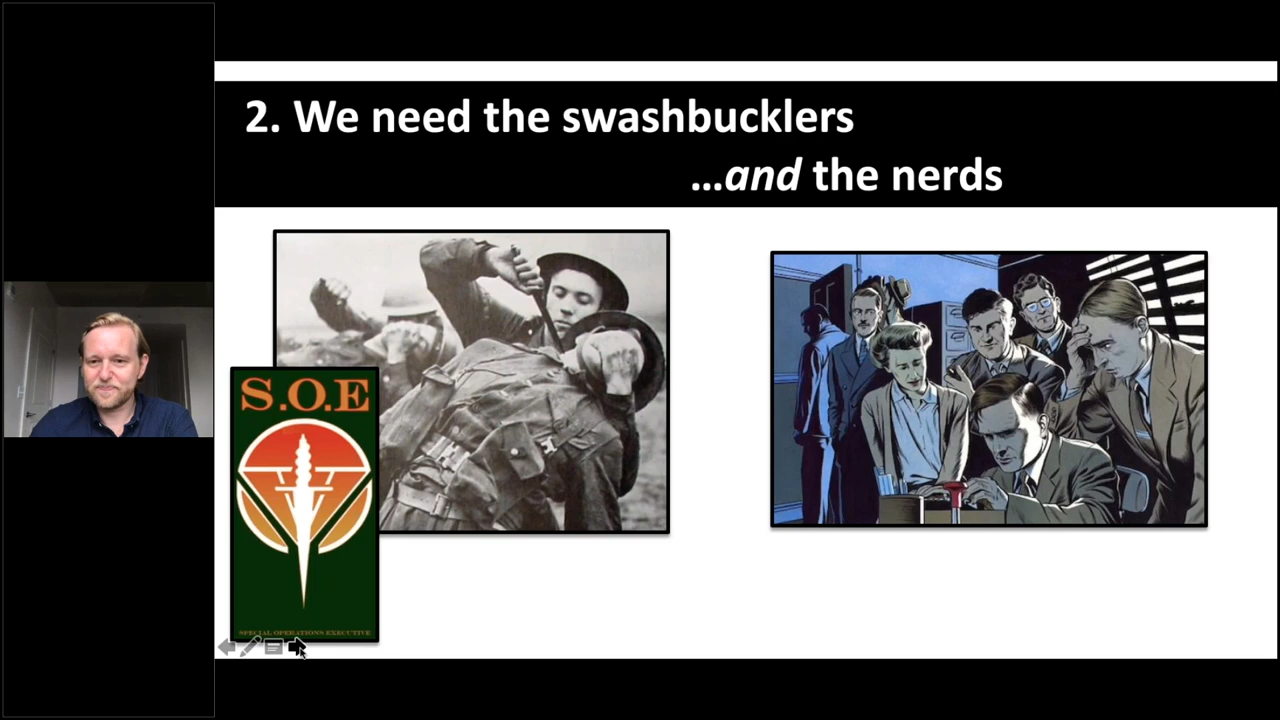 2. We need the swashbucklers
...and the nerds
S.O.E
SPECIAL OPERATIONS EXECUTIVE